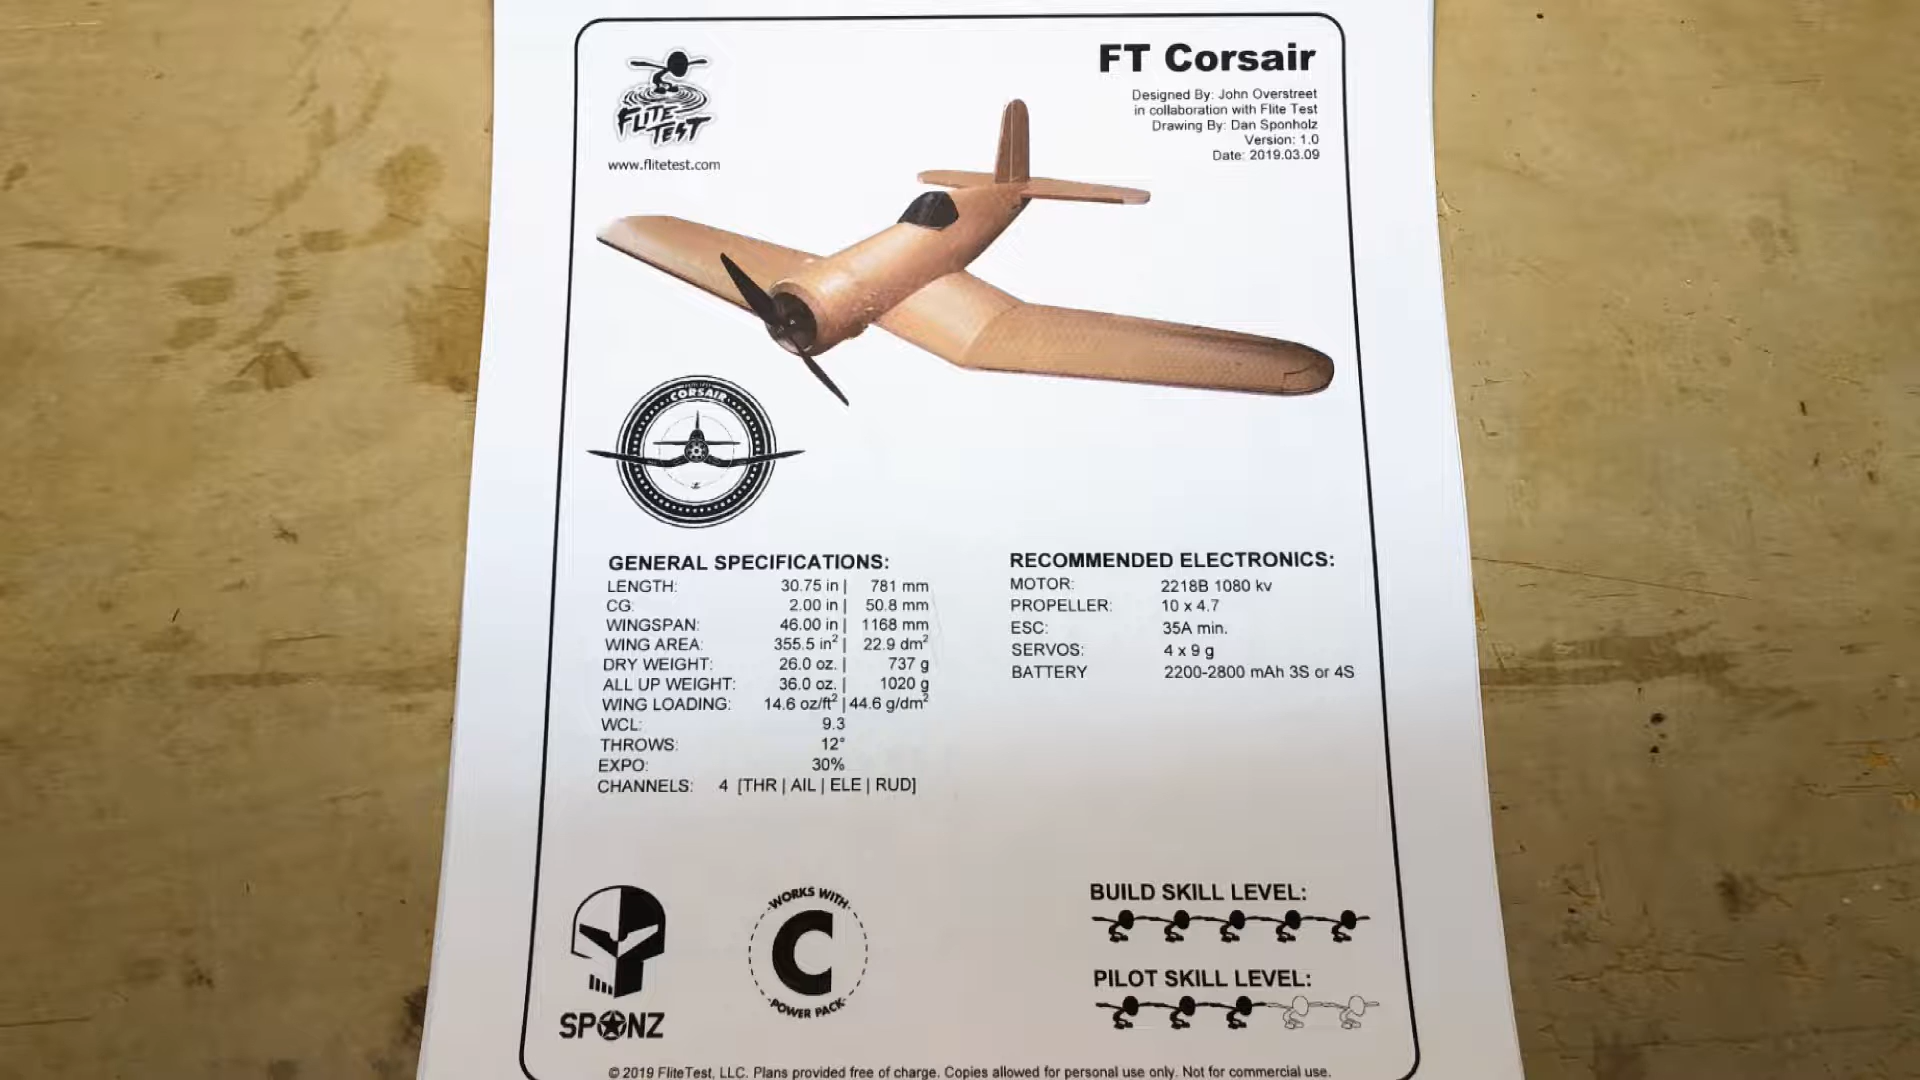 FLITE TEST
www.flitetest.com
FT Corsair
Designed By: John Overstreet
in collaboration with Flite Test
Drawing By: Dan Sponholz
Version: 1.0
Date: 2019.03.09
CORSAIR
GENERAL SPECIFICATIONS:
LENGTH: 30.75 in | 781 mm
CG: 2.00 in | 50.8 mm
WINGSPAN: 46.00 in | 1168 mm
WING AREA: 355.5 in² | 22.9 dm²
DRY WEIGHT: 26.0 oz. | 737 g
ALL UP WEIGHT: 36.0 oz. | 1020 g
WING LOADING: 14.6 oz/ft² | 44.6 g/dm²
WCL: 9.3
THROWS: 12°
EXPO: 30%
CHANNELS: 4 [THR | AIL | ELE | RUD]
RECOMMENDED ELECTRONICS:
MOTOR: 2218B 1080 kv
PROPELLER: 10 x 4.7
ESC: 35A min.
SERVOS: 4 x 9 g
BATTERY 2200-2800 mAh 3S or 4S
SPONZ
WORKS WITH
C
POWER PACK
BUILD SKILL LEVEL:
PILOT SKILL LEVEL:
© 2019 FliteTest, LLC. Plans provided free of charge. Copies allowed for personal use only. Not for commercial use.